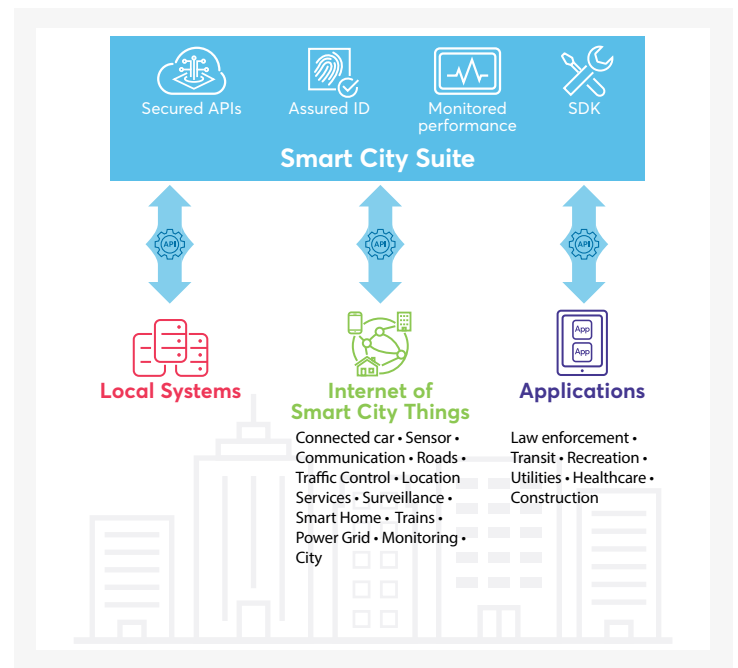 Secured APIs
Assured ID
Monitored
performance
SDK
Smart City Suite
API
API
API
App
App
Local Systems
Internet of
Smart City Things
Applications
Connected car • Sensor •
Communication • Roads •
Traffic Control • Location
Services • Surveillance •
Smart Home • Trains •
Power Grid • Monitoring •
City
Law enforcement •
Transit • Recreation •
Utilities • Healthcare •
Construction